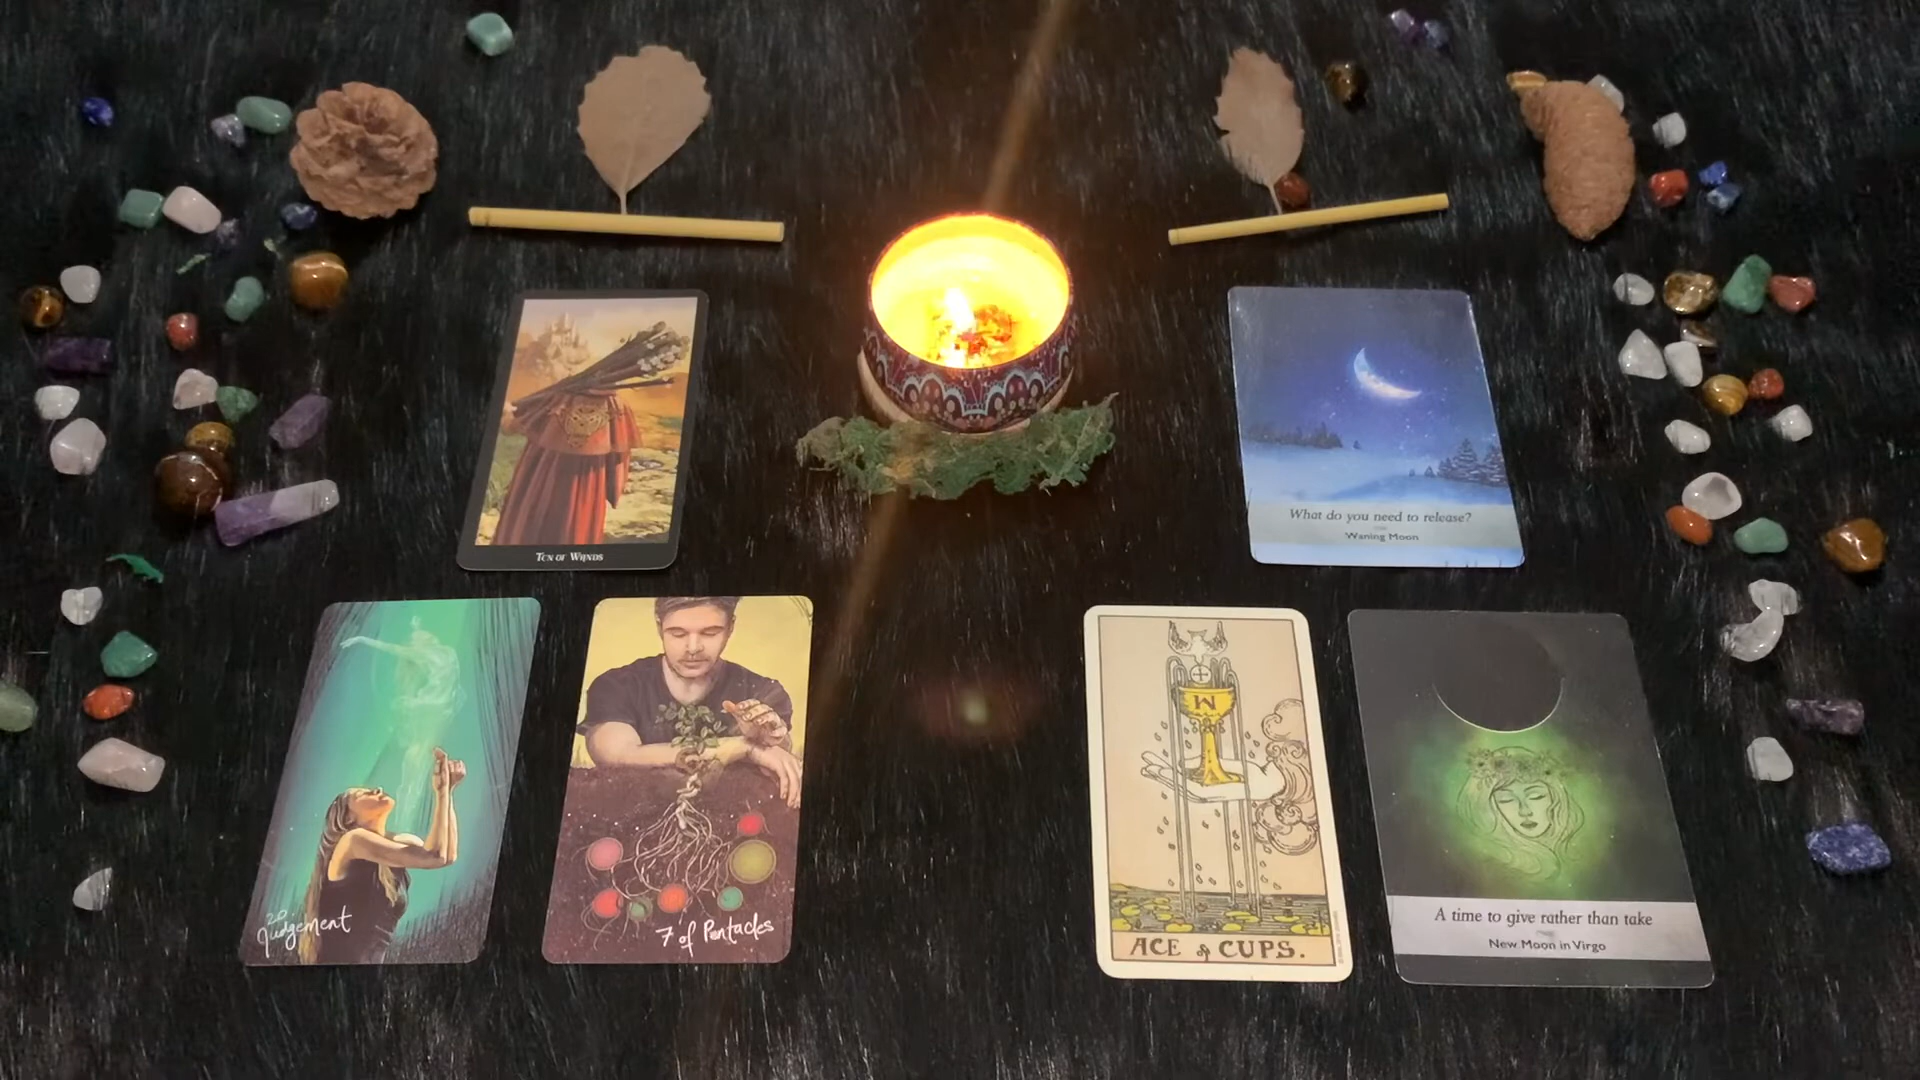 TEN OF WANDS
What do you need to release?
Waning Moon
20
Judgement
7 of Pentacles
W
ACE of CUPS.
A time to give rather than take
New Moon in Virgo